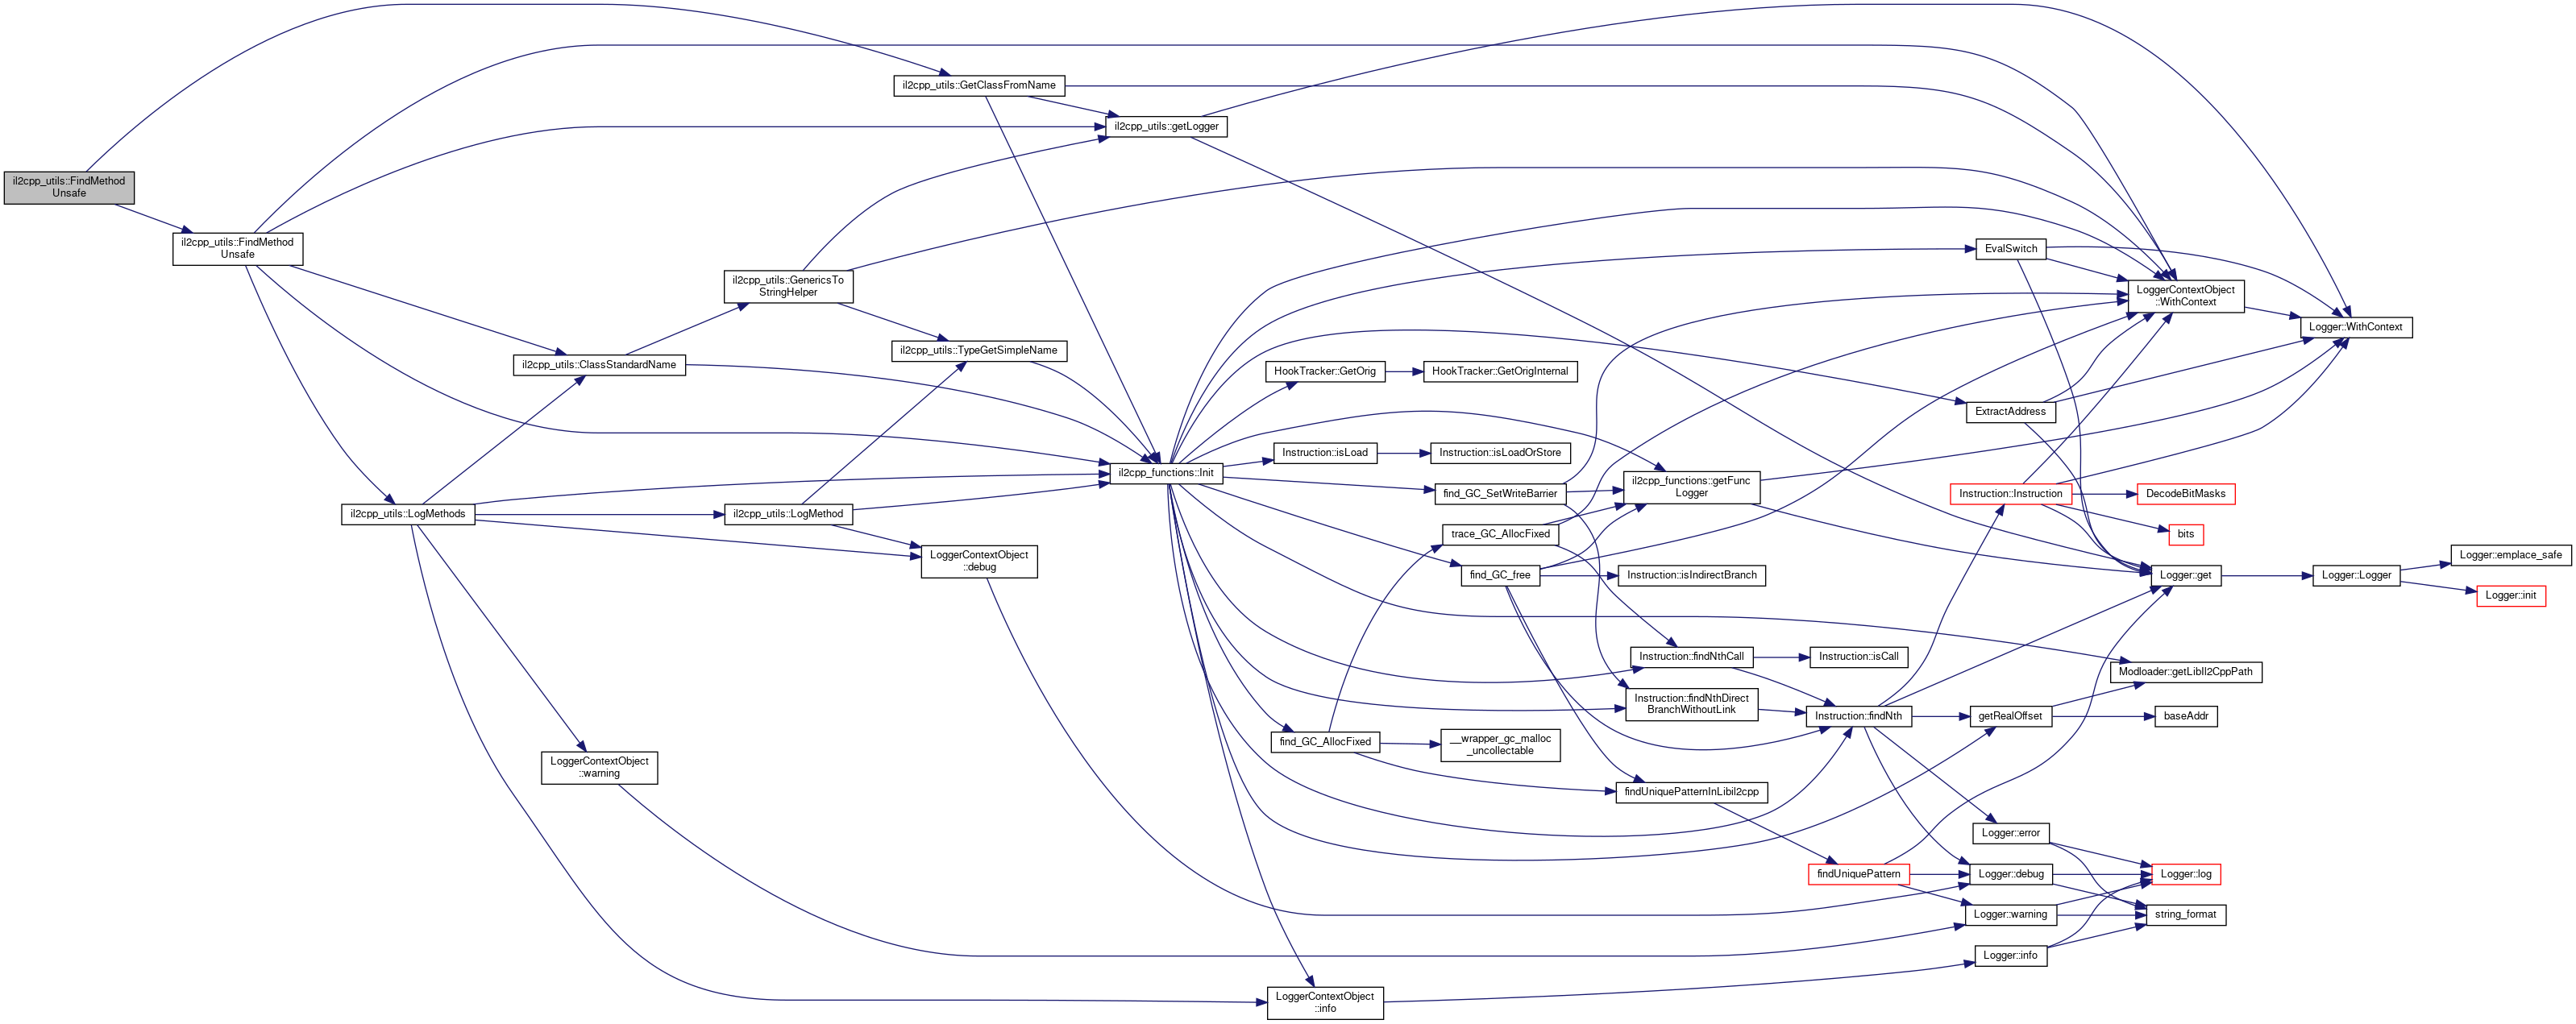 il2cpp_utils::FindMethod
Unsafe
il2cpp_utils::FindMethod
Unsafe
il2cpp_utils::LogMethods
il2cpp_utils::ClassStandardName
LoggerContextObject
::warning
il2cpp_utils::GenericsTo
StringHelper
il2cpp_utils::LogMethod
il2cpp_utils::GetClassFromName
il2cpp_utils::TypeGetSimpleName
LoggerContextObject
::debug
il2cpp_utils::getLogger
il2cpp_functions::Init
HookTracker::GetOrig
Instruction::isLoad
find_GC_AllocFixed
LoggerContextObject
::info
HookTracker::GetOrigInternal
Instruction::isLoadOrStore
find_GC_SetWriteBarrier
trace_GC_AllocFixed
find_GC_free
__wrapper_gc_malloc
_uncollectable
il2cpp_functions::getFunc
Logger
Instruction::isIndirectBranch
Instruction::findNthCall
Instruction::findNthDirect
BranchWithoutLink
findUniquePatternInLibil2cpp
Instruction::isCall
Instruction::findNth
findUniquePattern
EvalSwitch
ExtractAddress
Instruction::Instruction
getRealOffset
Logger::error
Logger::debug
Logger::warning
Logger::info
LoggerContextObject
::WithContext
DecodeBitMasks
bits
Logger::get
Modloader::getLibIl2CppPath
baseAddr
Logger::log
string_format
Logger::WithContext
Logger::Logger
Logger::emplace_safe
Logger::init